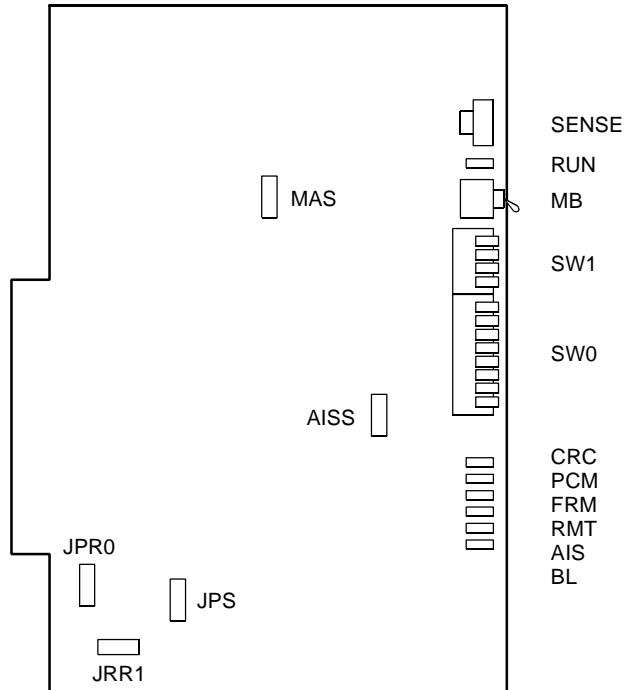 SENSE
RUN
MAS
MB
SW1
SW0
AISS
CRC
PCM
FRM
RMT
AIS
BL
JPR0
JPS
JRR1